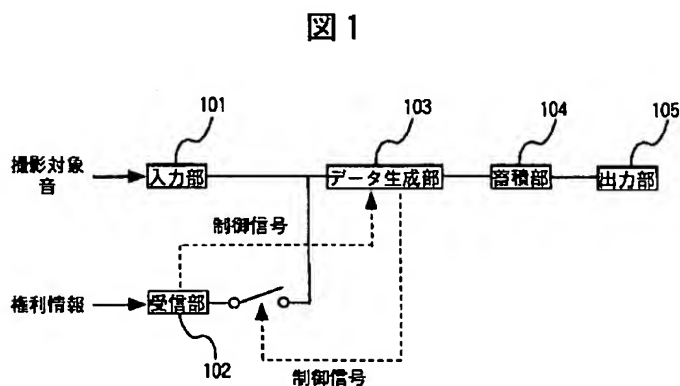 図1
101
103
104
105
撮影対象
音
入力部
データ生成部
蓄積部
出力部
制御信号
権利情報
受信部
102
制御信号